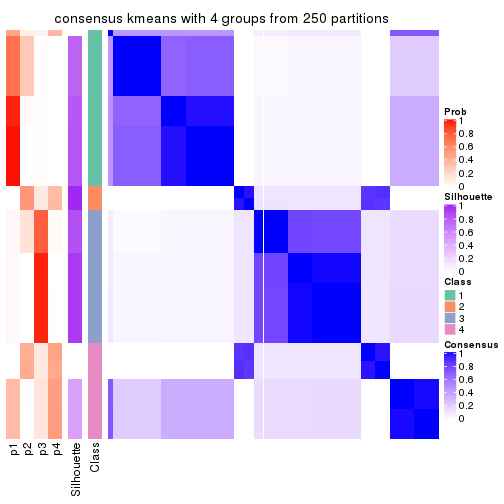 consensus kmeans with 4 groups from 250 partitions
Prob
1
0.8
0.6
0.4
0.2
0
Silhouette
1
0.8
0.6
0.4
0.2
0
Class
1
2
3
4
Consensus
1
0.8
0.6
0.4
0.2
0
p1
p2
p3
p4
Silhouette
Class